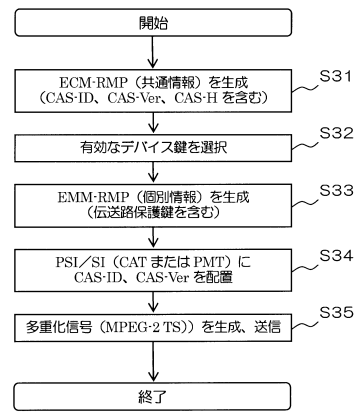 開始
ECM-RMP（共通情報）を生成
（CAS-ID、CAS-Ver、CAS-H を含む）
S31
有効なデバイス鍵を選択
S32
EMM-RMP（個別情報）を生成
（伝送路保護鍵を含む）
S33
PSI／SI（CAT または PMT）に
CAS-ID、CAS-Ver を配置
S34
多重化信号（MPEG-2 TS））を生成、送信
S35
終了